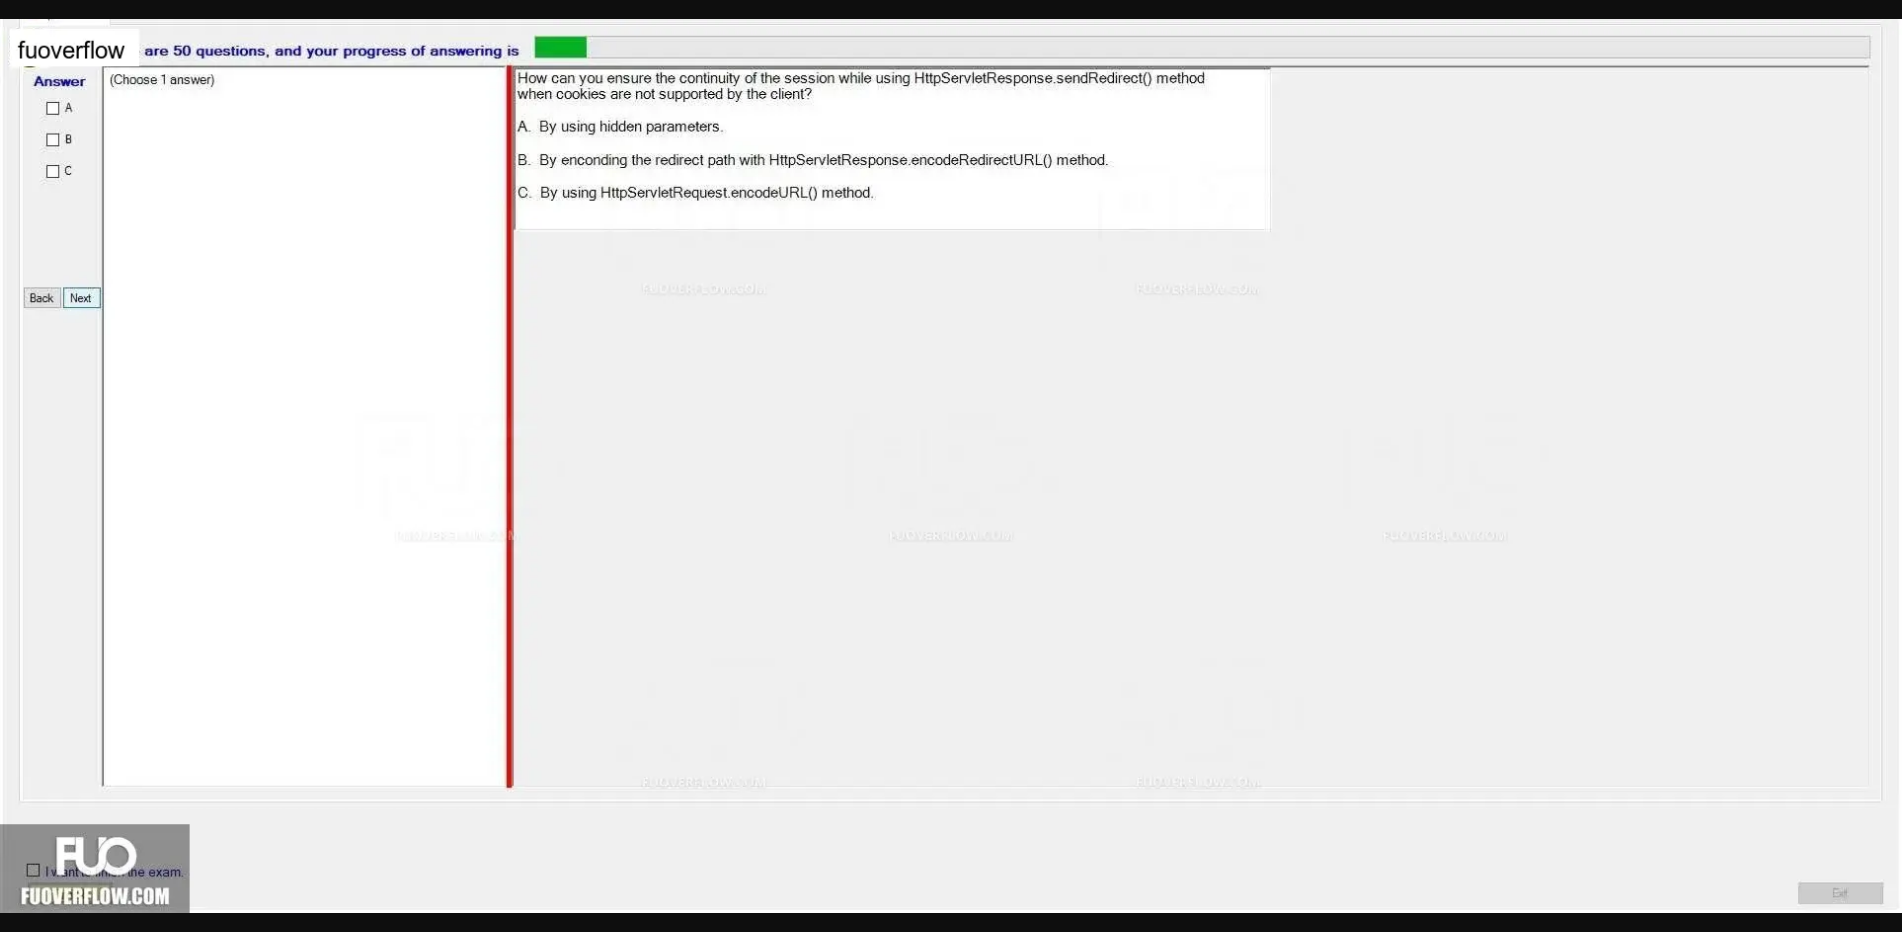 fuoverflow are 50 questions, and your progress of answering is
Answer
(Choose 1 answer)
A
B
C
Back Next
How can you ensure the continuity of the session while using HttpServletResponse.sendRedirect() method
when cookies are not supported by the client?
A. By using hidden parameters.
B. By enconding the redirect path with HttpServletResponse.encodeRedirectURL() method.
C. By using HttpServletRequest.encodeURL() method.
FUOVERFLOW.COM FUOVERFLOW.COM
FUOVERFLOW.COM FUOVERFLOW.COM FUOVERFLOW.COM
FUOVERFLOW.COM FUOVERFLOW.COM
FUO
I want the exam.
FUOVERFLOW.COM
Exit